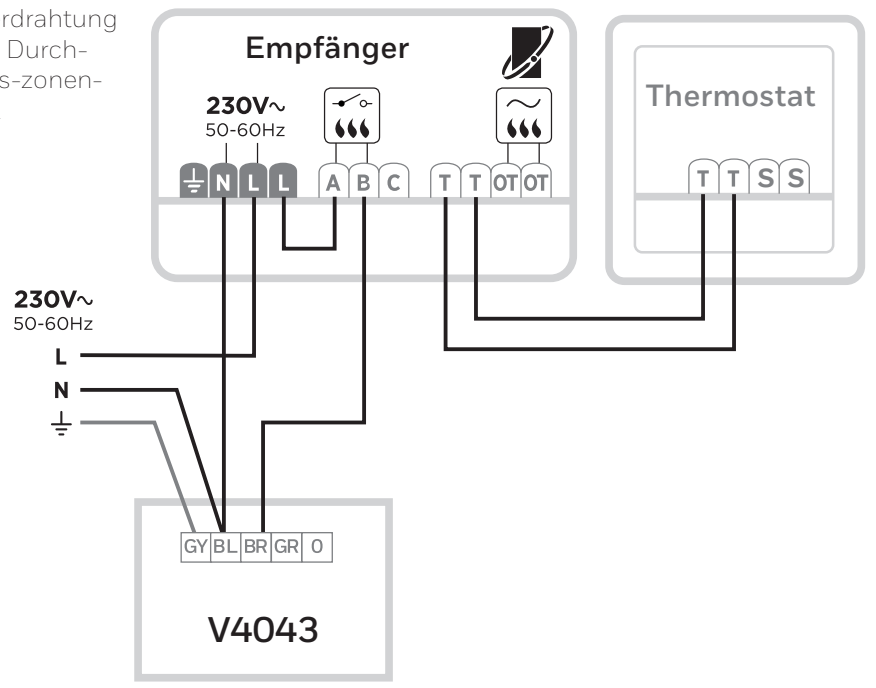 rdrahtung
Durch-
s-zonen-
Empfänger
230V~
50-60Hz
N L L A B C T T OT OT
Thermostat
T T S S
230V~
50-60Hz
L
N
GY BL BR GR O
V4043